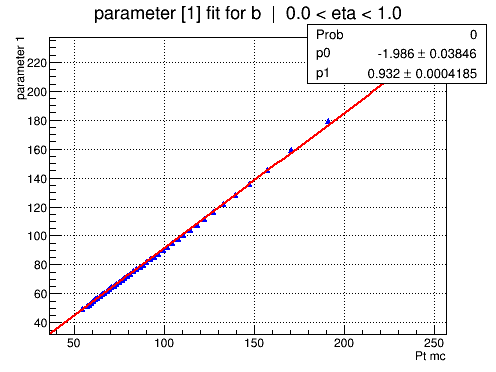 parameter [1] fit for b | 0.0 < eta < 1.0
Prob 0
p0 -1.986 ± 0.03846
p1 0.932 ± 0.0004185
parameter 1
220
200
180
160
140
120
100
80
60
40
50 100 150 200 250
Pt mc